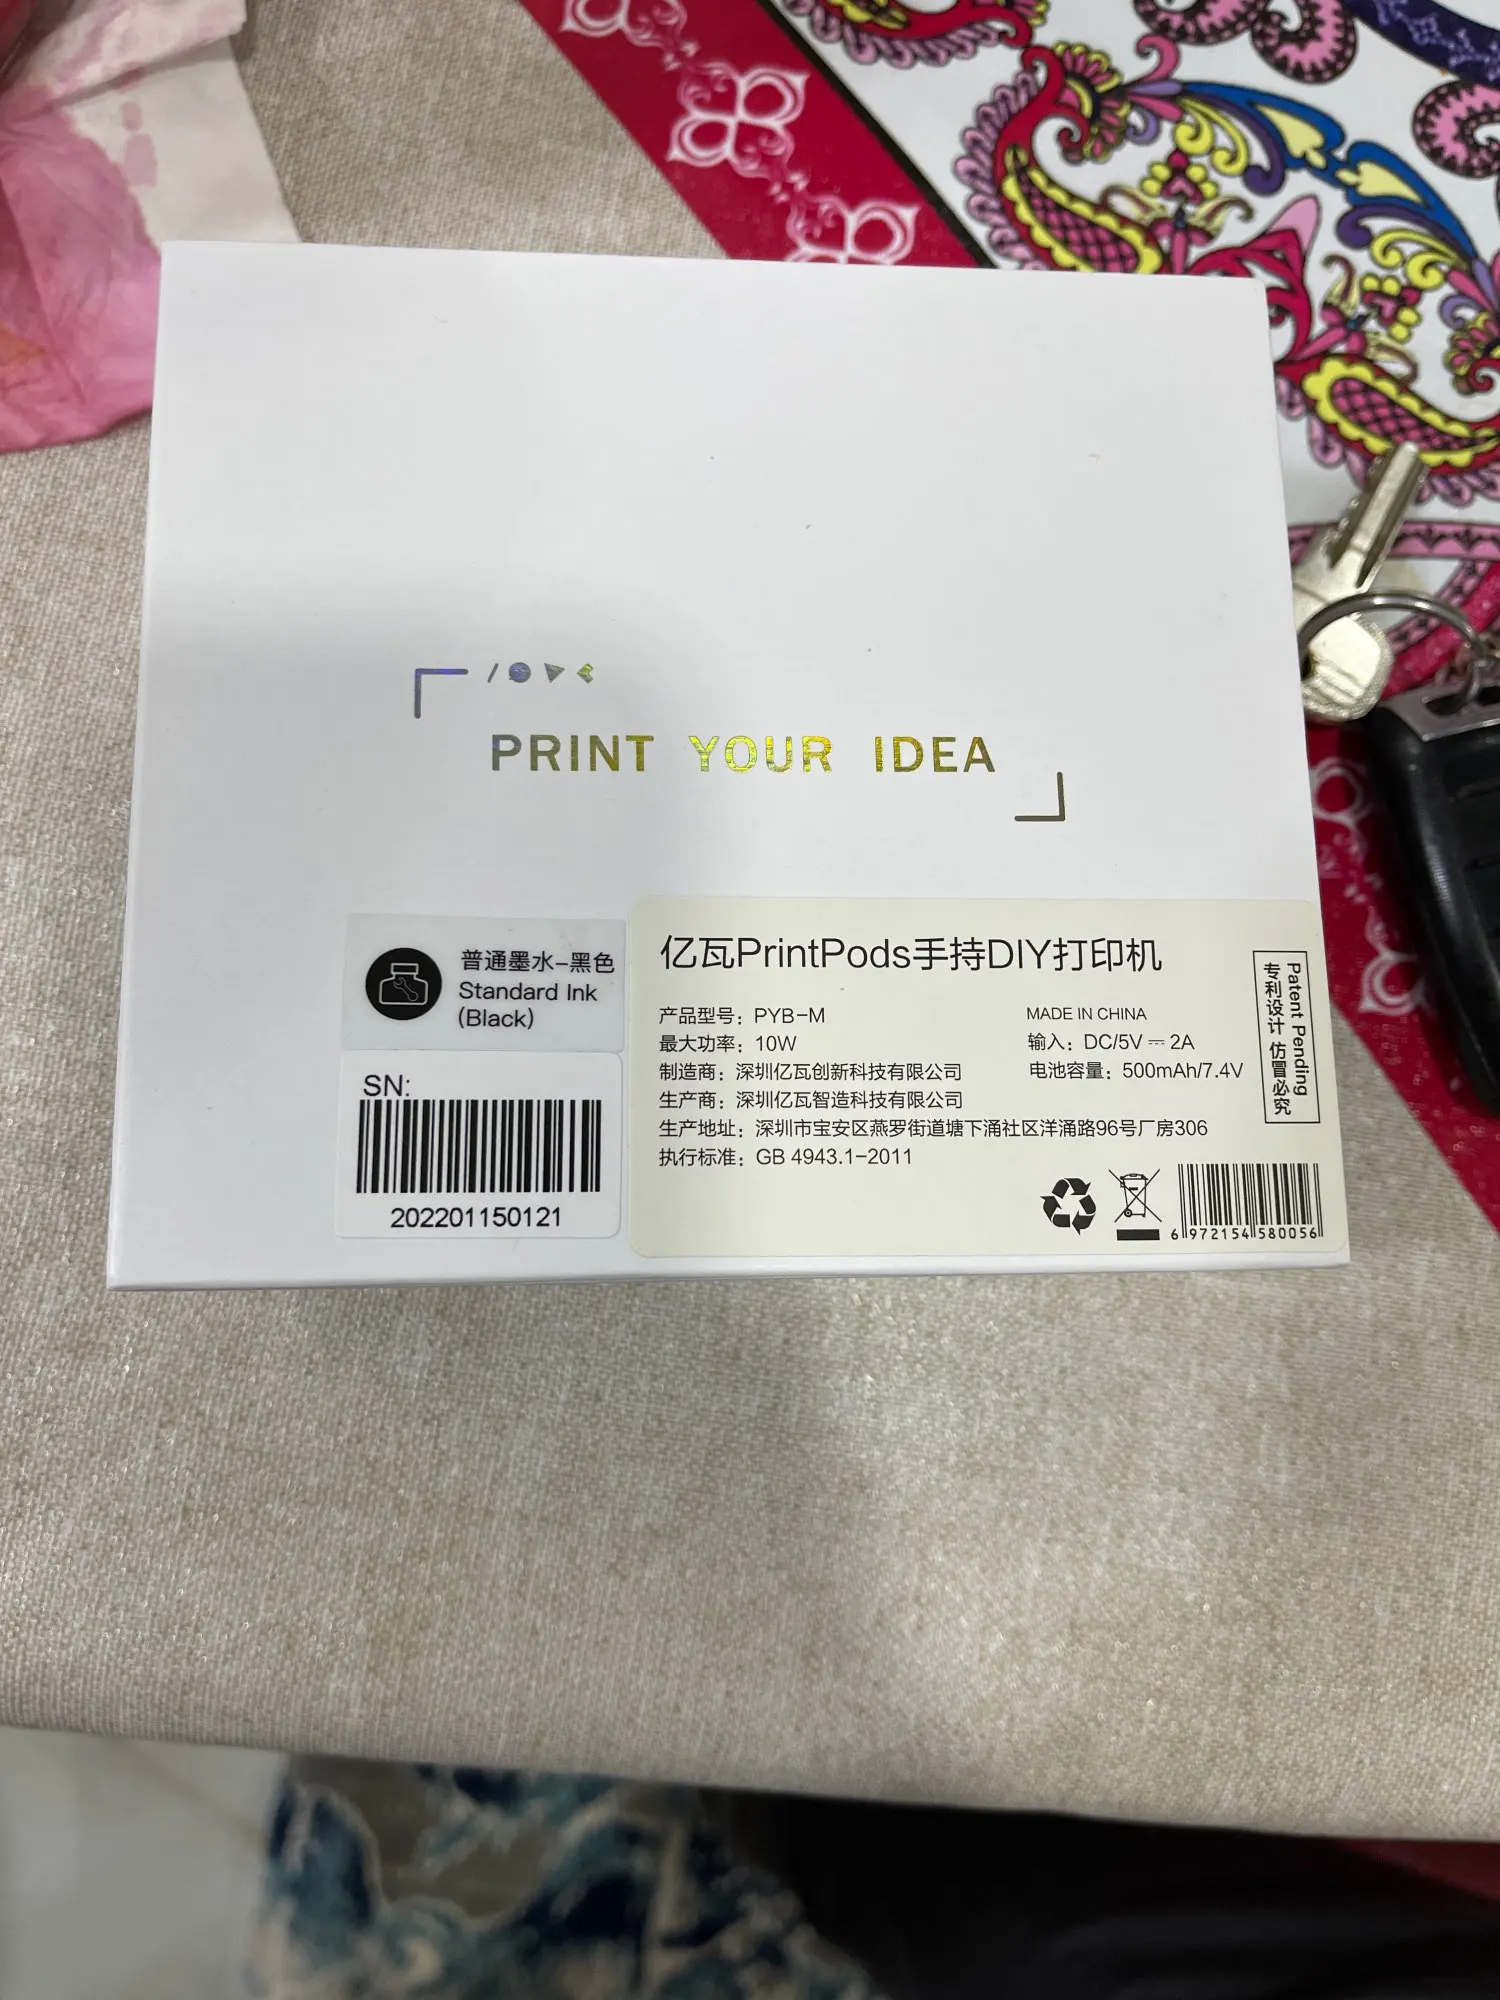 PRINT YOUR IDEA
普通墨水-黑色
Standard Ink
(Black)
SN:
202201150121
亿瓦PrintPods手持DIY打印机
产品型号：PYB-M
最大功率：10W
制造商：深圳亿瓦创新科技有限公司
生产商：深圳亿瓦智造科技有限公司
生产地址：深圳市宝安区燕罗街道塘下涌社区洋涌路96号厂房306
执行标准：GB 4943.1-2011
MADE IN CHINA
输入：DC/5V ⎓ 2A
电池容量：500mAh/7.4V
Patent Pending
专利设计 仿冒必究
6 972154 580056